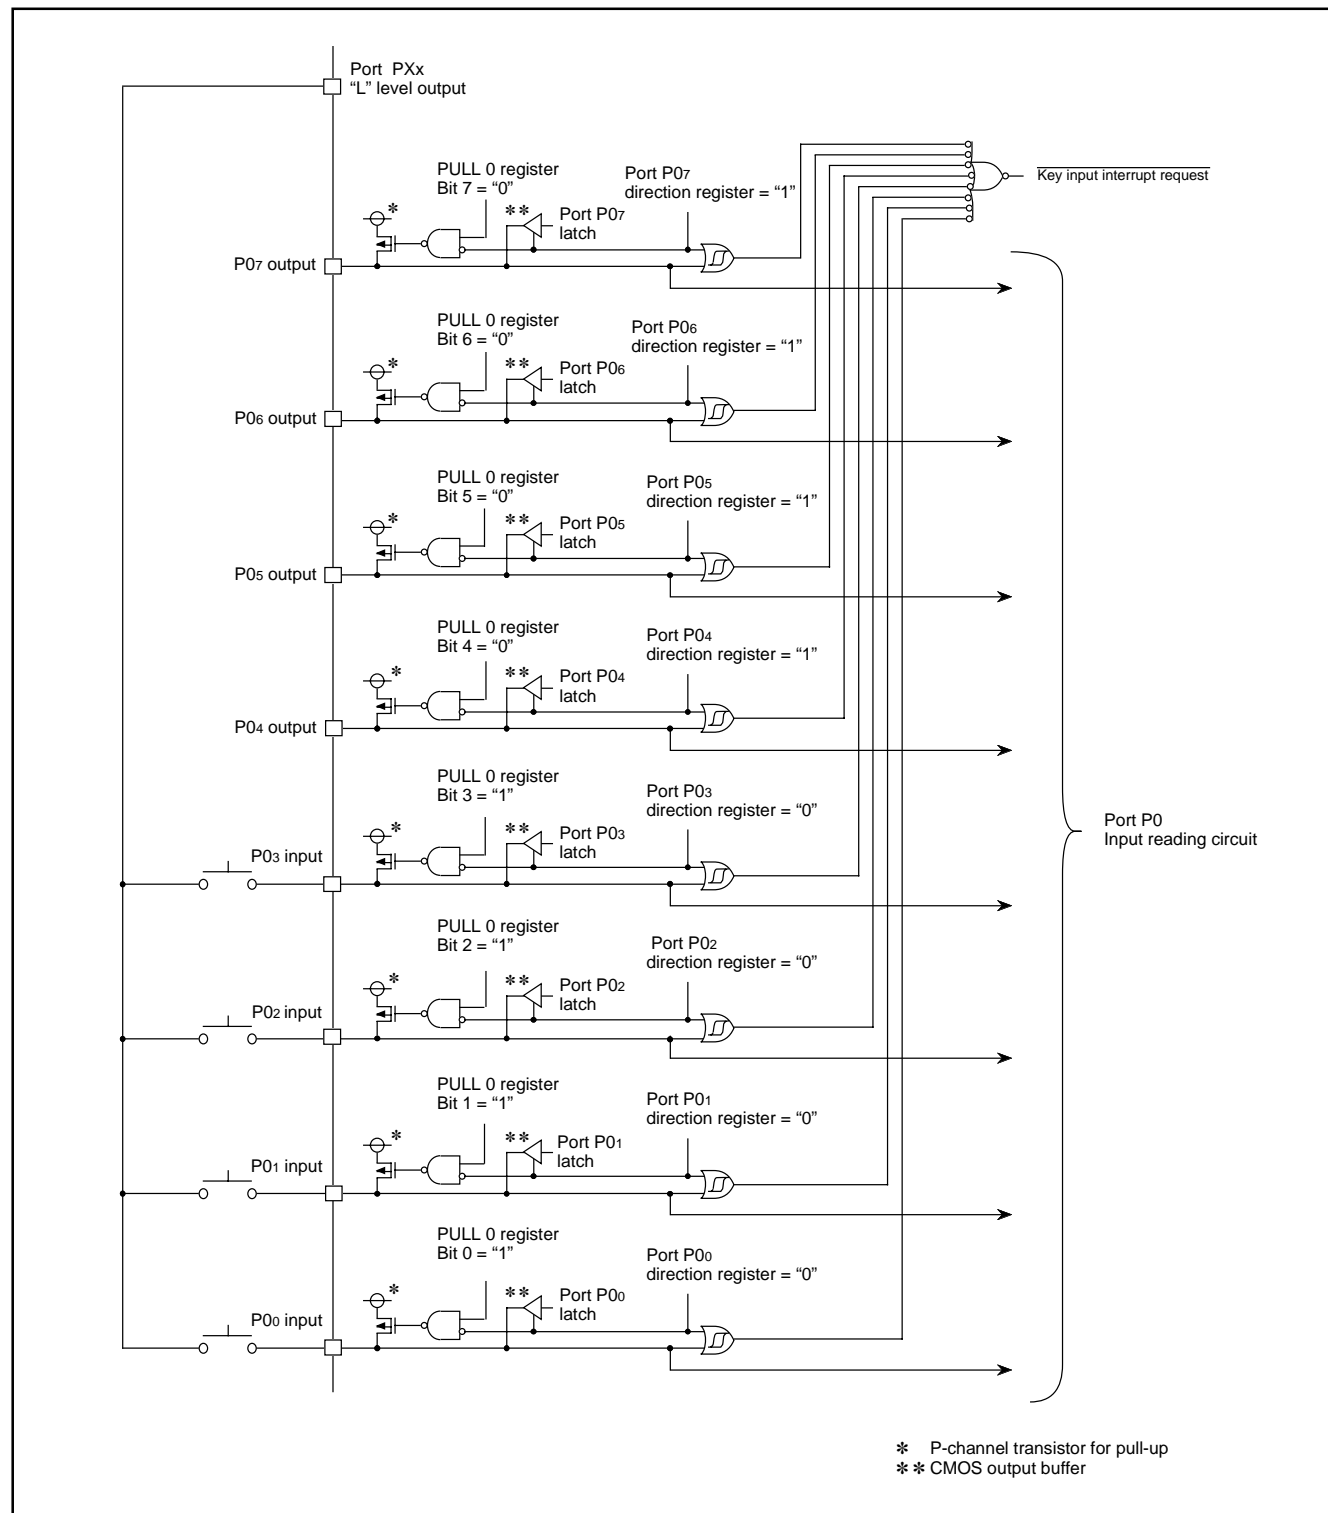 Port PXx
“L” level output
PULL 0 register
Bit 7 = “0”
Port P07
direction register = “1”
Key input interrupt request
*
**
Port P07
latch
P07 output
PULL 0 register
Bit 6 = “0”
Port P06
direction register = “1”
*
**
Port P06
latch
P06 output
PULL 0 register
Bit 5 = “0”
Port P05
direction register = “1”
*
**
Port P05
latch
P05 output
PULL 0 register
Bit 4 = “0”
Port P04
direction register = “1”
*
**
Port P04
latch
P04 output
PULL 0 register
Bit 3 = “1”
Port P03
direction register = “0”
*
**
Port P03
latch
P03 input
Port P0
Input reading circuit
PULL 0 register
Bit 2 = “1”
Port P02
direction register = “0”
*
**
Port P02
latch
P02 input
PULL 0 register
Bit 1 = “1”
Port P01
direction register = “0”
*
**
Port P01
latch
P01 input
PULL 0 register
Bit 0 = “1”
Port P00
direction register = “0”
*
**
Port P00
latch
P00 input
* P-channel transistor for pull-up
** CMOS output buffer